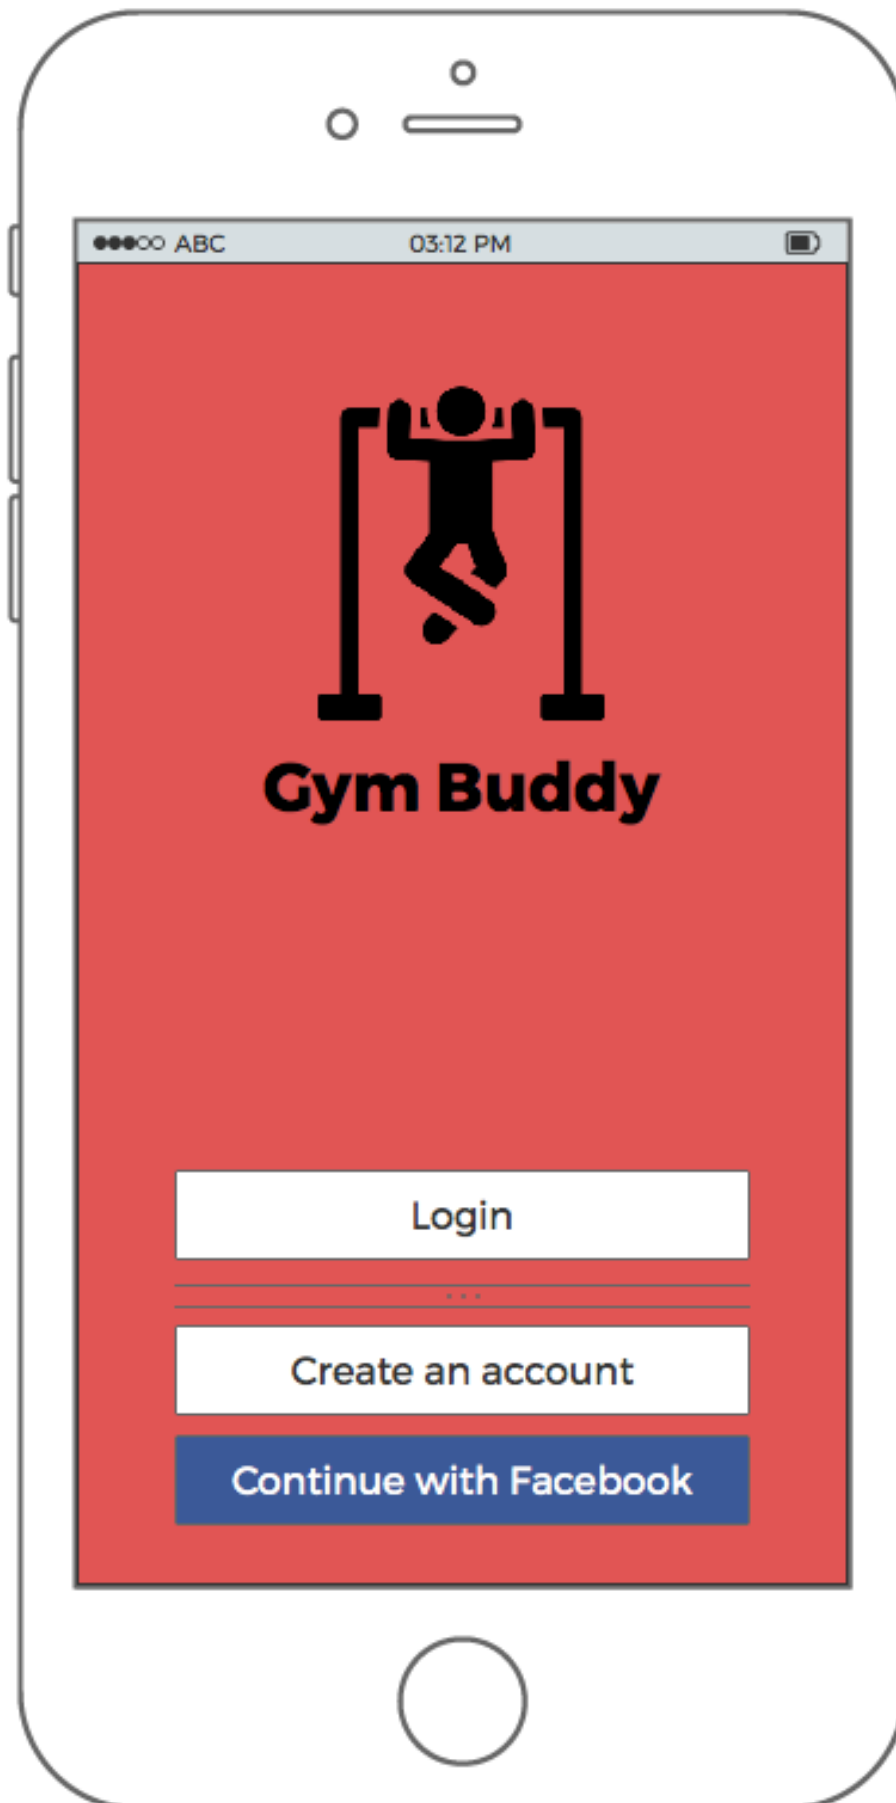 ABC 03:12 PM
Gym Buddy
Login
...
Create an account
Continue with Facebook